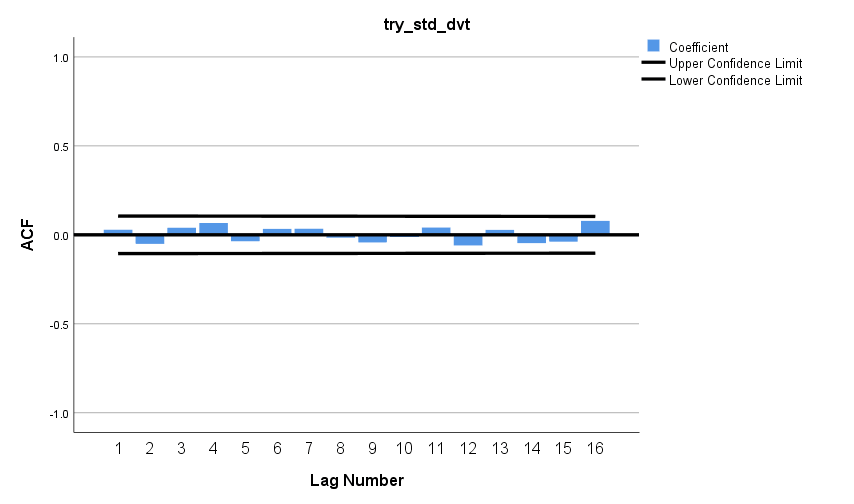 try_std_dvt
Coefficient
Upper Confidence Limit
Lower Confidence Limit
1.0
0.5
0.0
-0.5
-1.0
ACF
1 2 3 4 5 6 7 8 9 10 11 12 13 14 15 16
Lag Number